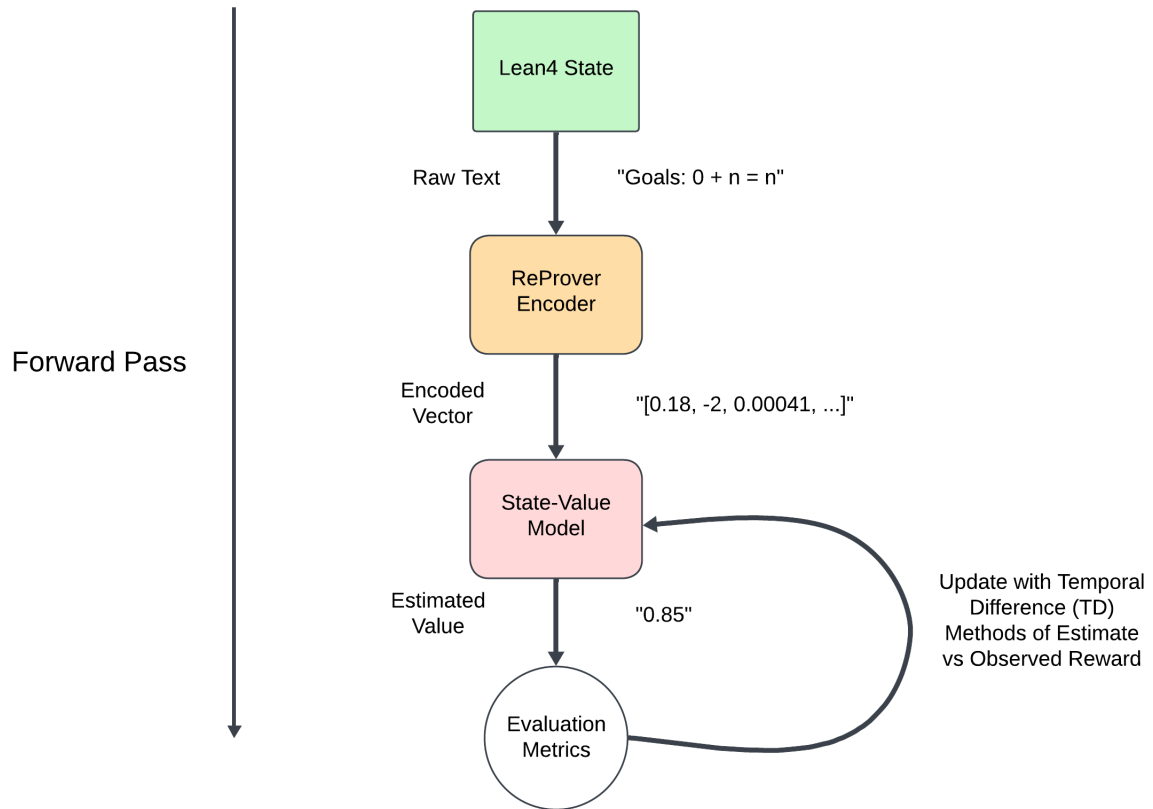 Lean4 State
Raw Text
"Goals: 0 + n = n"
ReProver
Encoder
Forward Pass
Encoded
Vector
"[0.18, -2, 0.00041, ...]"
State-Value
Model
Estimated
Value
"0.85"
Update with Temporal
Difference (TD)
Methods of Estimate
vs Observed Reward
Evaluation
Metrics